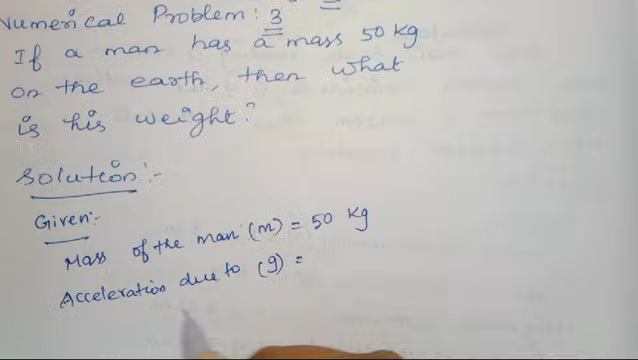 Numerical Problem: 3
If a man has a mass 50 kg
on the earth, then what
is his weight?
Solution:-
Given:-
Mass of the man (m) = 50 kg
Acceleration due to (g) =